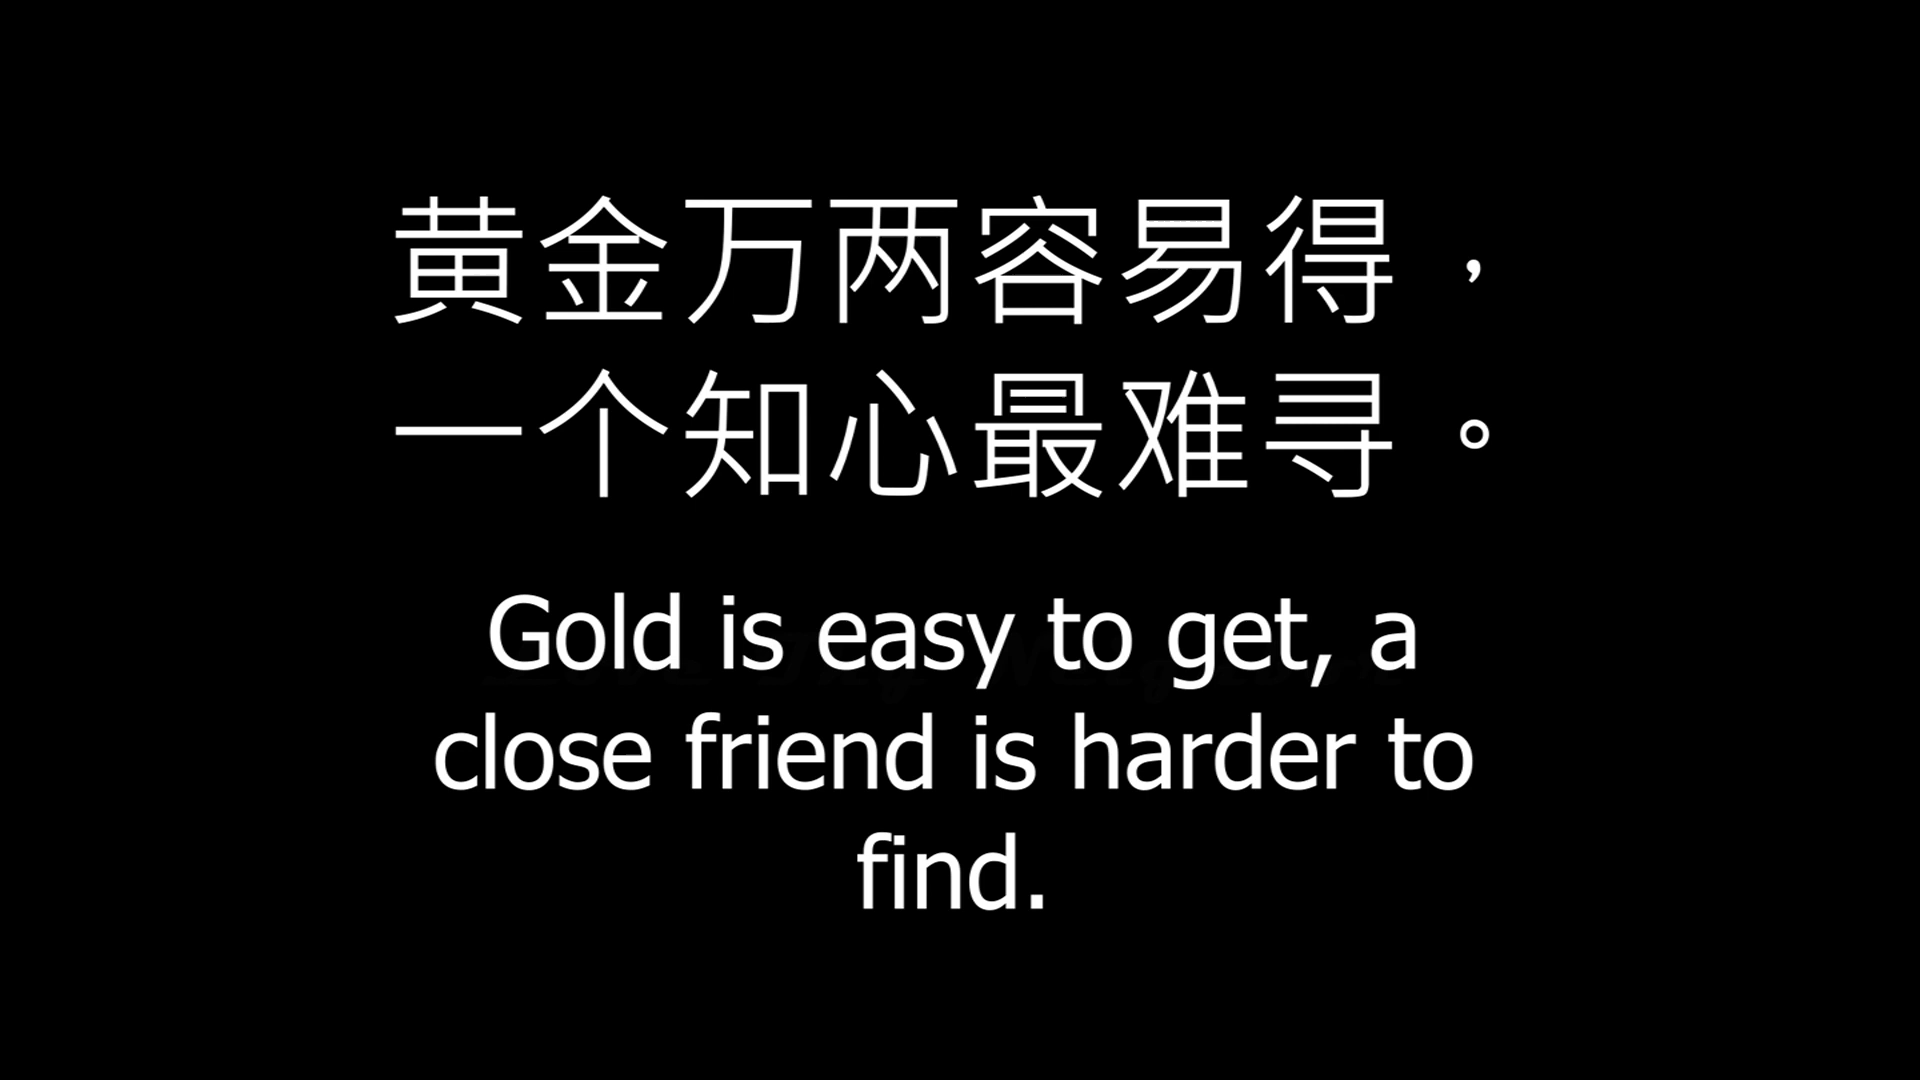 黄金万两容易得，
一个知心最难寻。
Gold is easy to get, a
close friend is harder to
find.